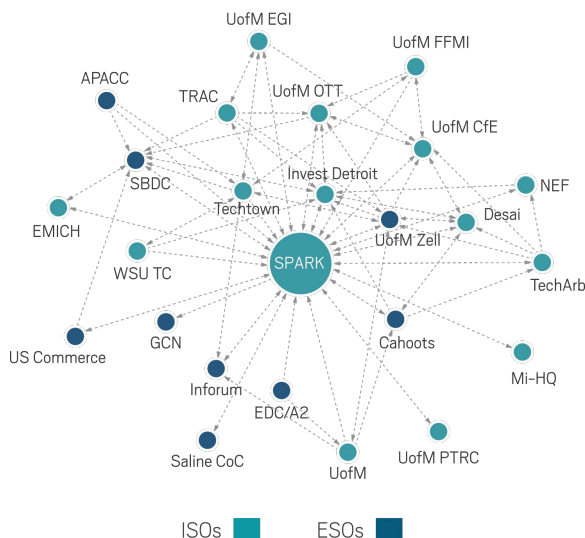 UofM EGI
UofM FFMI
APACC
TRAC
UofM OTT
UofM CfE
SBDC
Invest Detroit
NEF
Techtown
EMICH
Desai
UofM Zell
WSU TC
SPARK
TechArb
US Commerce
GCN
Cahoots
Inforum
Mi-HQ
EDC/A2
Saline CoC
UofM
UofM PTRC
ISOs
ESOs